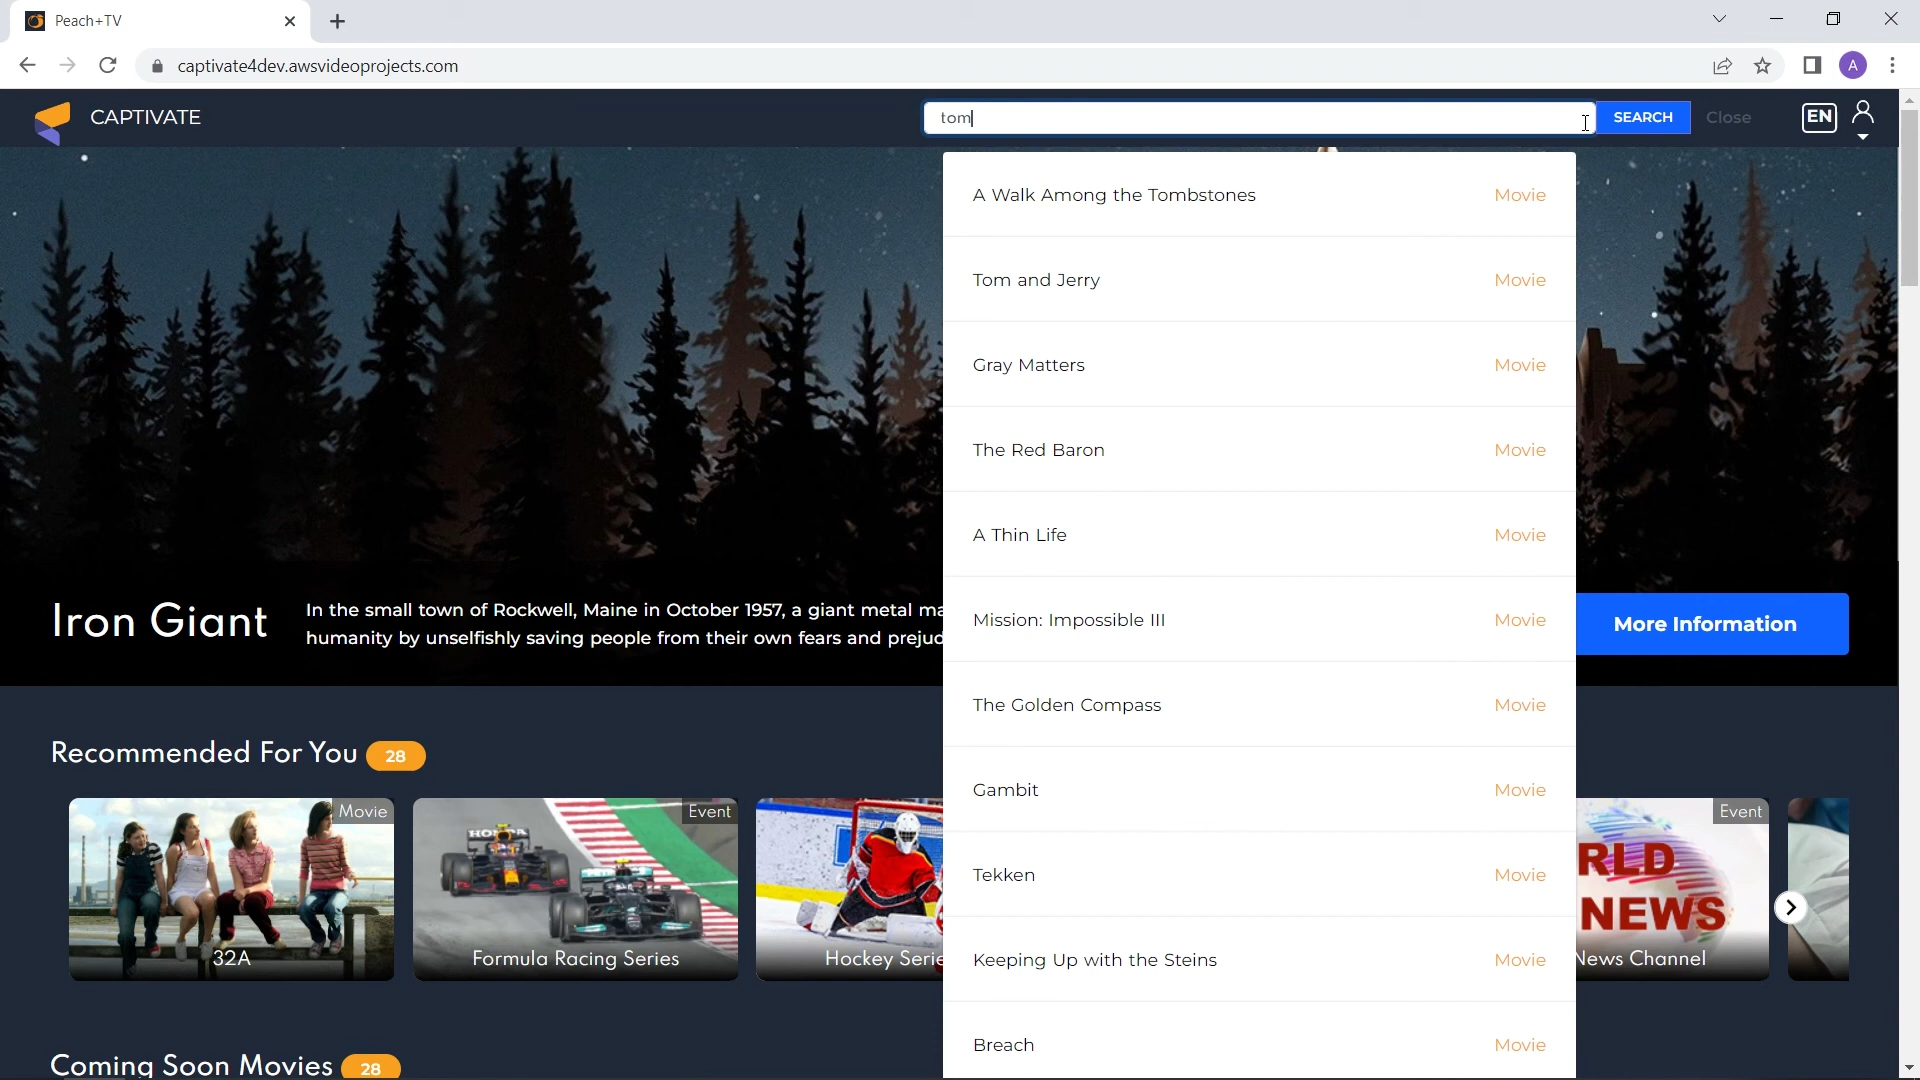 Peach+TV
captivate4dev.awsvideoprojects.com
A
CAPTIVATE
tom
SEARCH
Close
EN
A Walk Among the Tombstones Movie
Tom and Jerry Movie
Gray Matters Movie
The Red Baron Movie
A Thin Life Movie
Mission: Impossible III Movie
The Golden Compass Movie
Gambit Movie
Tekken Movie
Keeping Up with the Steins Movie
Breach Movie
Iron Giant
In the small town of Rockwell, Maine in October 1957, a giant metal ma
humanity by unselfishly saving people from their own fears and prejud
More Information
Recommended For You 28
Movie
32A
Event
HONDA
Formula Racing Series
Hockey Serie
Event
RLD
NEWS
News Channel
Coming Soon Movies 28